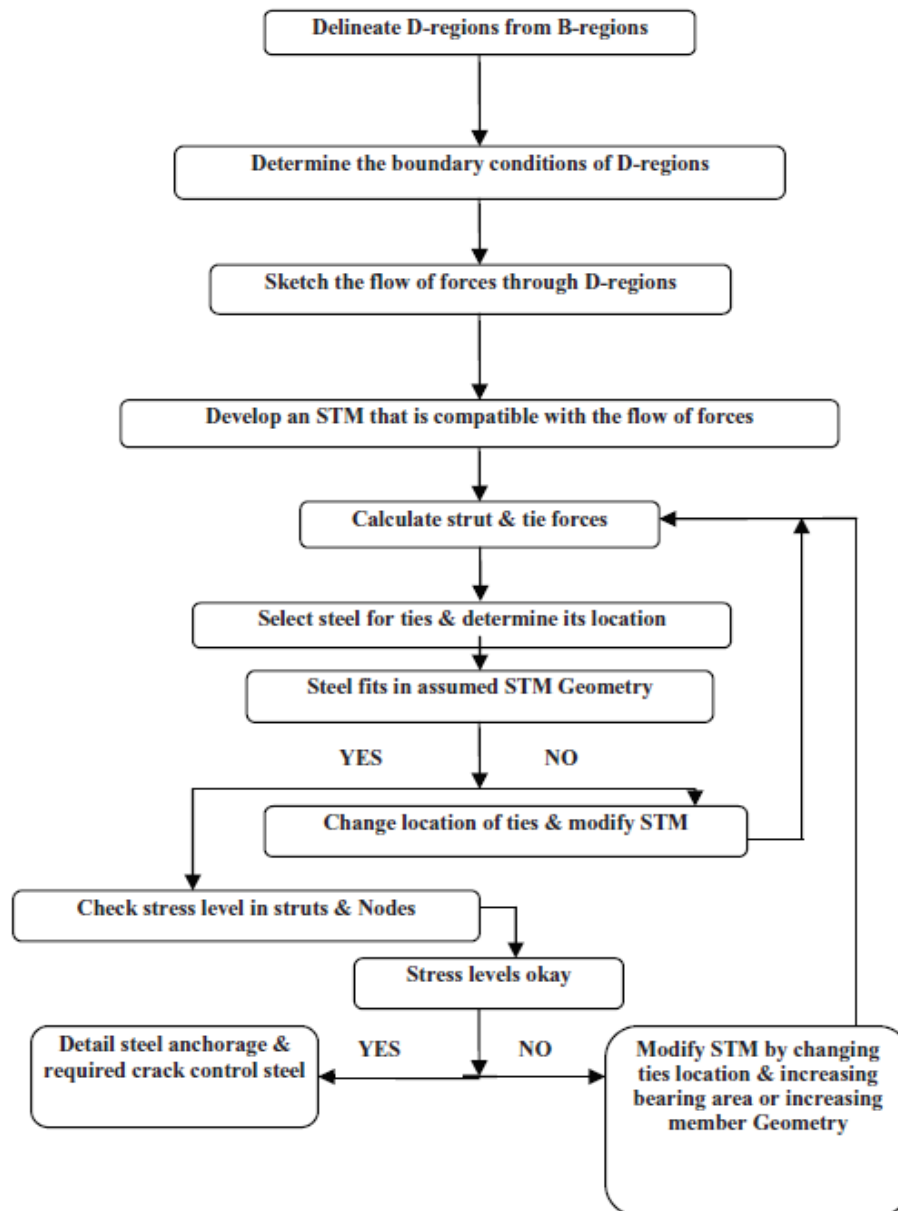 Delineate D-regions from B-regions
Determine the boundary conditions of D-regions
Sketch the flow of forces through D-regions
Develop an STM that is compatible with the flow of forces
Calculate strut & tie forces
Select steel for ties & determine its location
Steel fits in assumed STM Geometry
YES
NO
Change location of ties & modify STM
Check stress level in struts & Nodes
Stress levels okay
Detail steel anchorage &
required crack control steel
YES
NO
Modify STM by changing
ties location & increasing
bearing area or increasing
member Geometry